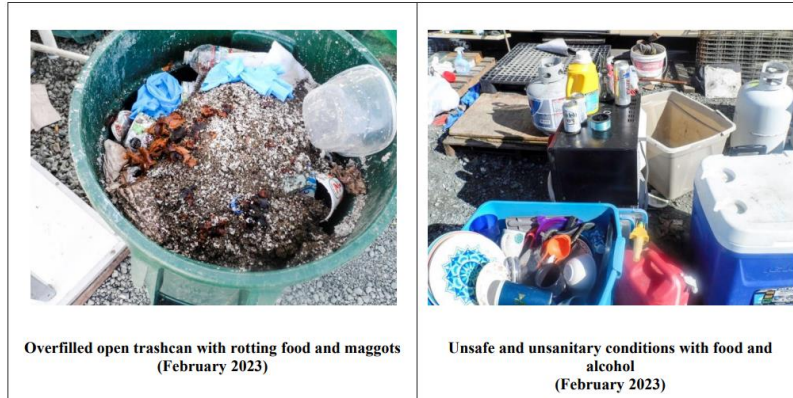 Overfilled open trashcan with rotting food and maggots
(February 2023)
Unsafe and unsanitary conditions with food and
alcohol
(February 2023)